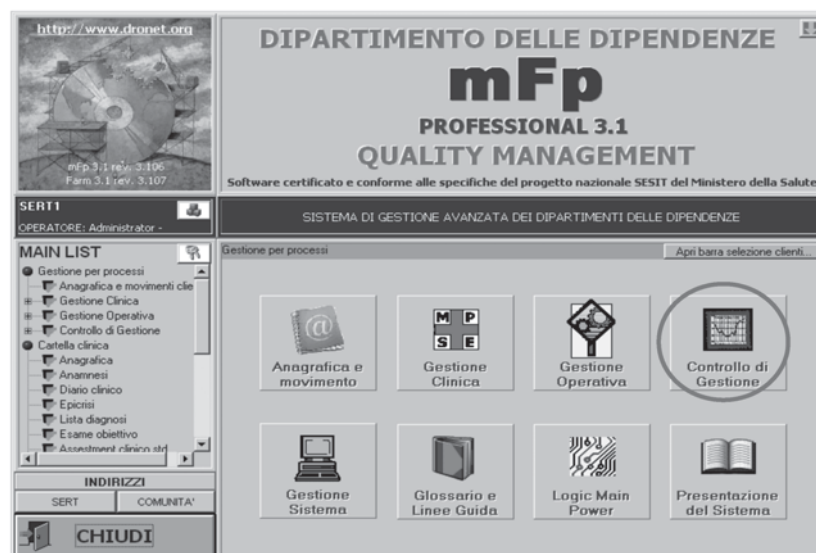 http://www.dronet.org
mFp 3.1 rev. 3.106
Farm 3.1 rev. 3.107
DIPARTIMENTO DELLE DIPENDENZE
mFp
PROFESSIONAL 3.1
QUALITY MANAGEMENT
Software certificato e conforme alle specifiche del progetto nazionale SESIT del Ministero della Salute
SERT1
OPERATORE: Administrator -
SISTEMA DI GESTIONE AVANZATA DEI DIPARTIMENTI DELLE DIPENDENZE
MAIN LIST
Gestione per processi
Anagrafica e movimenti clie
Gestione Clinica
Gestione Operativa
Controllo di Gestione
Cartella clinica
Anagrafica
Anamnesi
Diario clinico
Epicrisi
Lista diagnosi
Esame obiettivo
Assestment clinico std
INDIRIZZI
SERT
COMUNITA'
CHIUDI
Gestione per processi
Apri barra selezione clienti...
Anagrafica e
movimento
M P
S E
Gestione
Clinica
Gestione
Operativa
Controllo di
Gestione
Gestione
Sistema
Glossario e
Linee Guida
Logic Main
Power
Presentazione
del Sistema